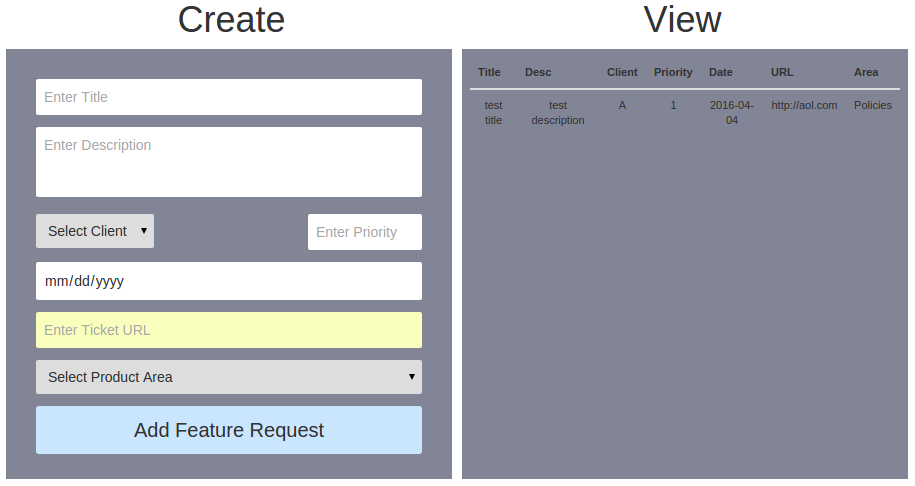 Create
Enter Title
Enter Description
Select Client
Enter Priority
mm/dd/yyyy
Enter Ticket URL
Select Product Area
Add Feature Request
View
Title Desc Client Priority Date URL Area
test test A 1 2016-04- http://aol.com Policies
title description 04